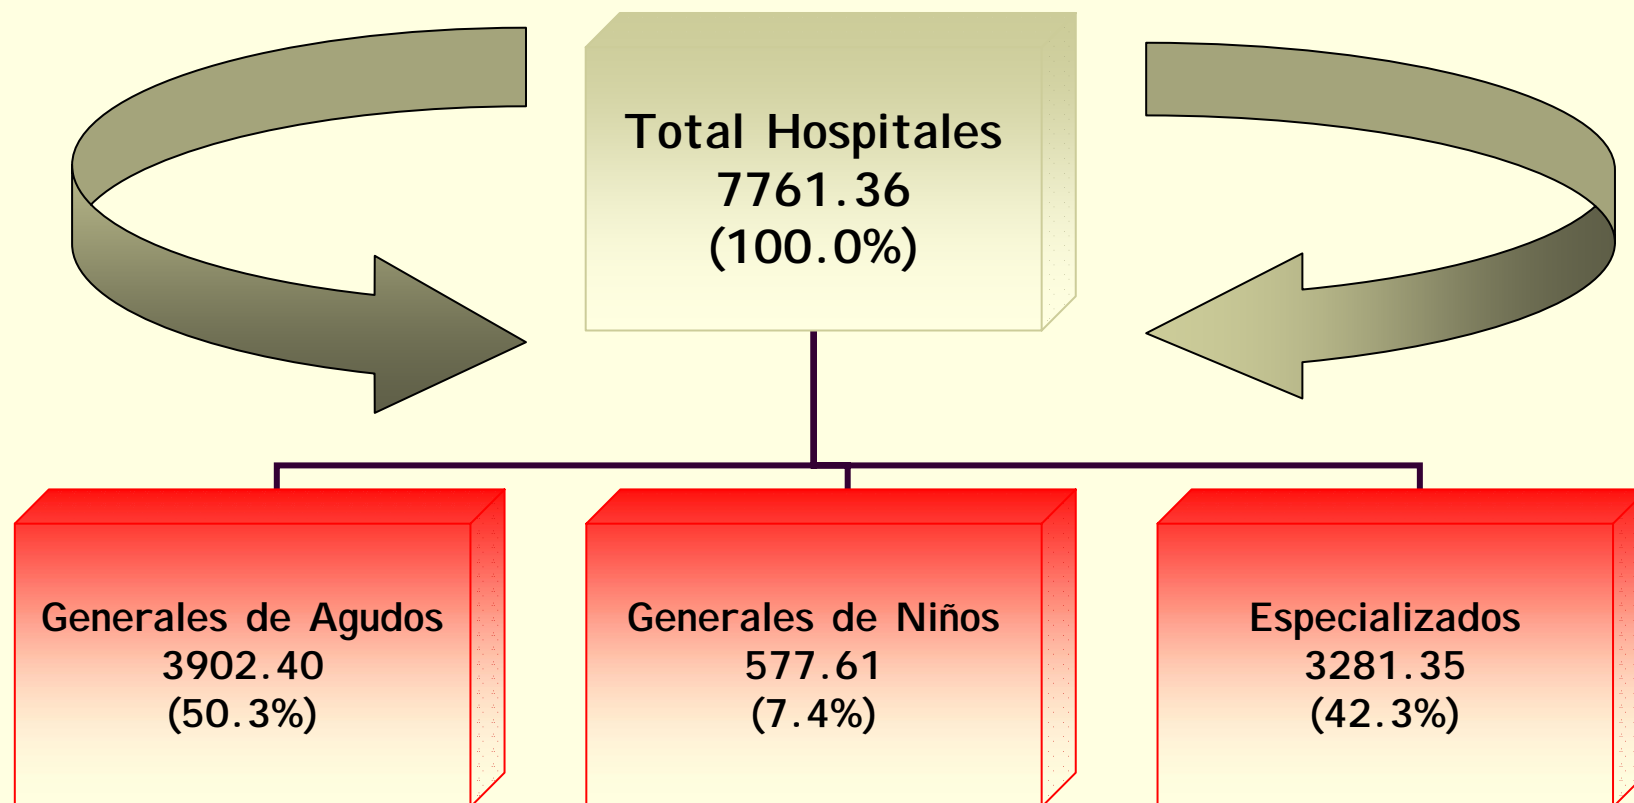 Total Hospitales
7761.36
(100.0%)
Generales de Agudos
3902.40
(50.3%)
Generales de Niños
577.61
(7.4%)
Especializados
3281.35
(42.3%)